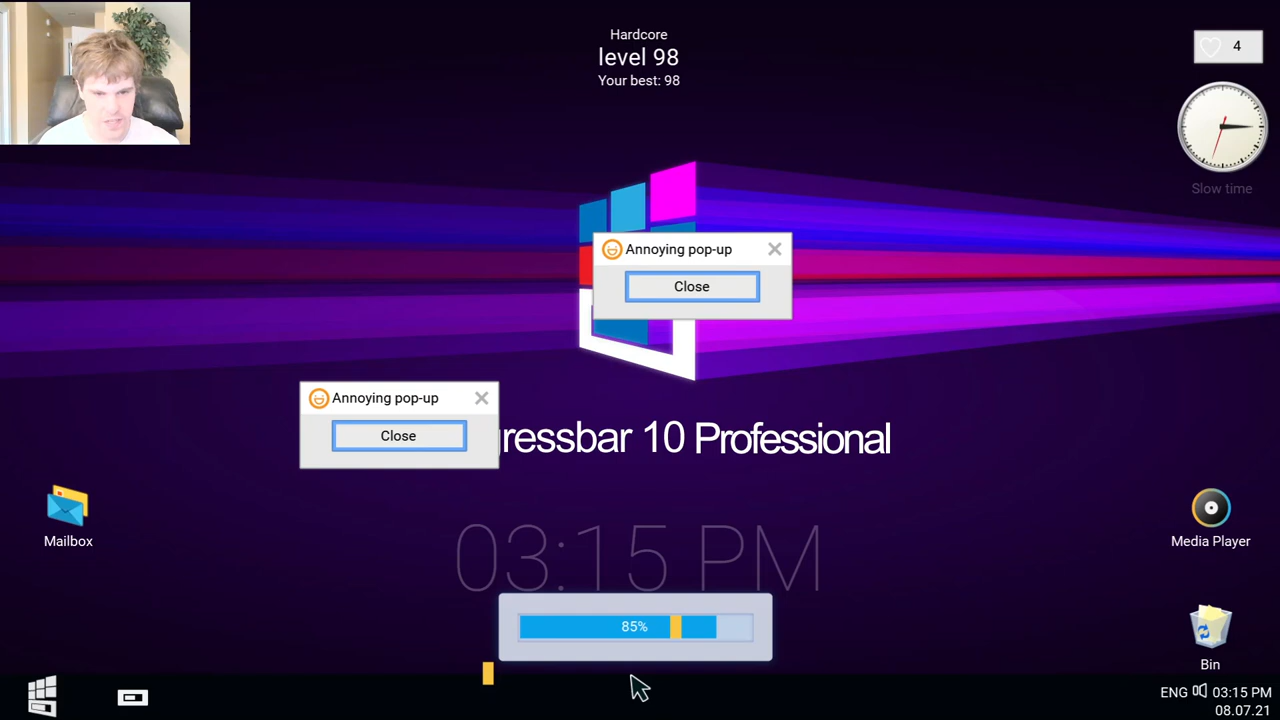 Hardcore
level 98
Your best: 98
4
Slow time
Annoying pop-up
Close
Annoying pop-up
Close
gressbar 10 Professional
Mailbox
Media Player
03:15 PM
85%
Bin
ENG 03:15 PM
08.07.21